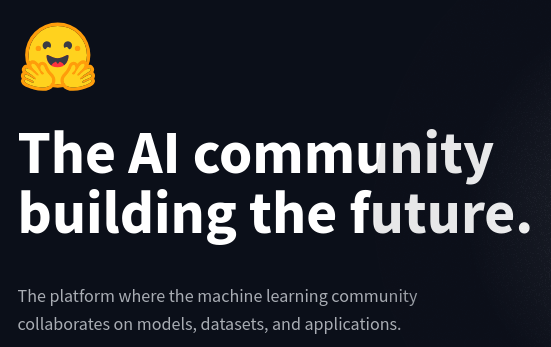 The AI community
building the future.
The platform where the machine learning community
collaborates on models, datasets, and applications.